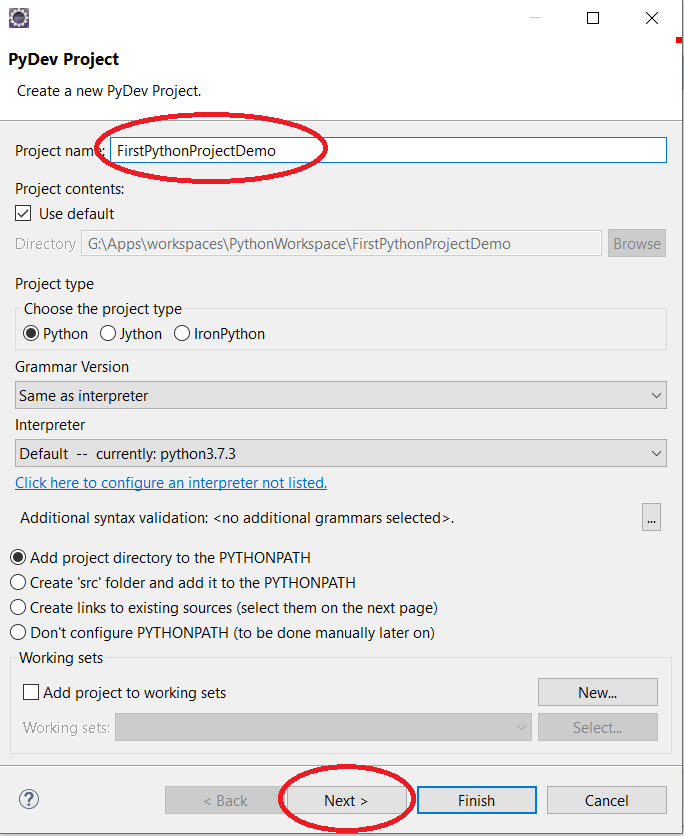 PyDev Project
Create a new PyDev Project.
Project name: FirstPythonProjectDemo
Project contents:
Use default
Directory G:\Apps\workspaces\PythonWorkspace\FirstPythonProjectDemo Browse
Project type
Choose the project type
Python Jython IronPython
Grammar Version
Same as interpreter
Interpreter
Default -- currently: python3.7.3
Click here to configure an interpreter not listed.
Additional syntax validation: <no additional grammars selected>. ...
Add project directory to the PYTHONPATH
Create 'src' folder and add it to the PYTHONPATH
Create links to existing sources (select them on the next page)
Don't configure PYTHONPATH (to be done manually later on)
Working sets
Add project to working sets New...
Working sets: Select...
? < Back Next > Finish Cancel